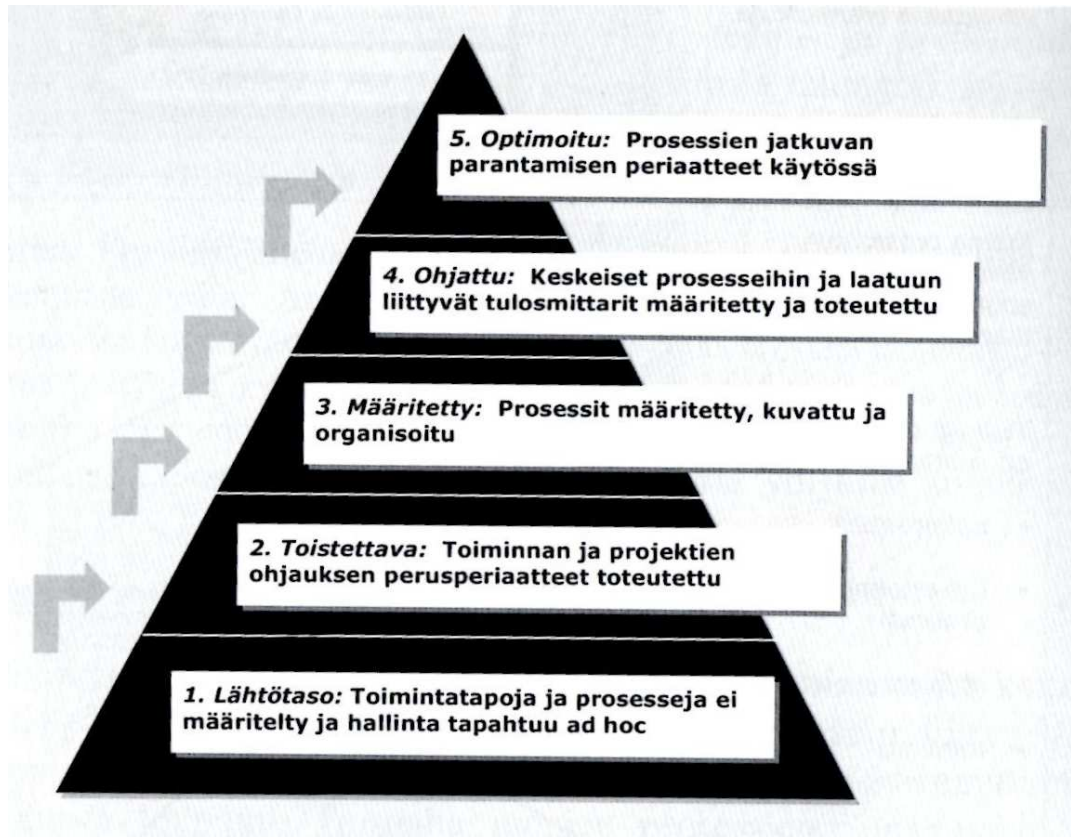 5. Optimoitu: Prosessien jatkuvan
parantamisen periaatteet käytössä
4. Ohjattu: Keskeiset prosesseihin ja laatuun
liittyvät tulosmittarit määritetty ja toteutettu
3. Määritetty: Prosessit määritetty, kuvattu ja
organisoitu
2. Toistettava: Toiminnan ja projektien
ohjauksen perusperiaatteet toteutettu
1. Lähtötaso: Toimintatapoja ja prosesseja ei
määritelty ja hallinta tapahtuu ad hoc